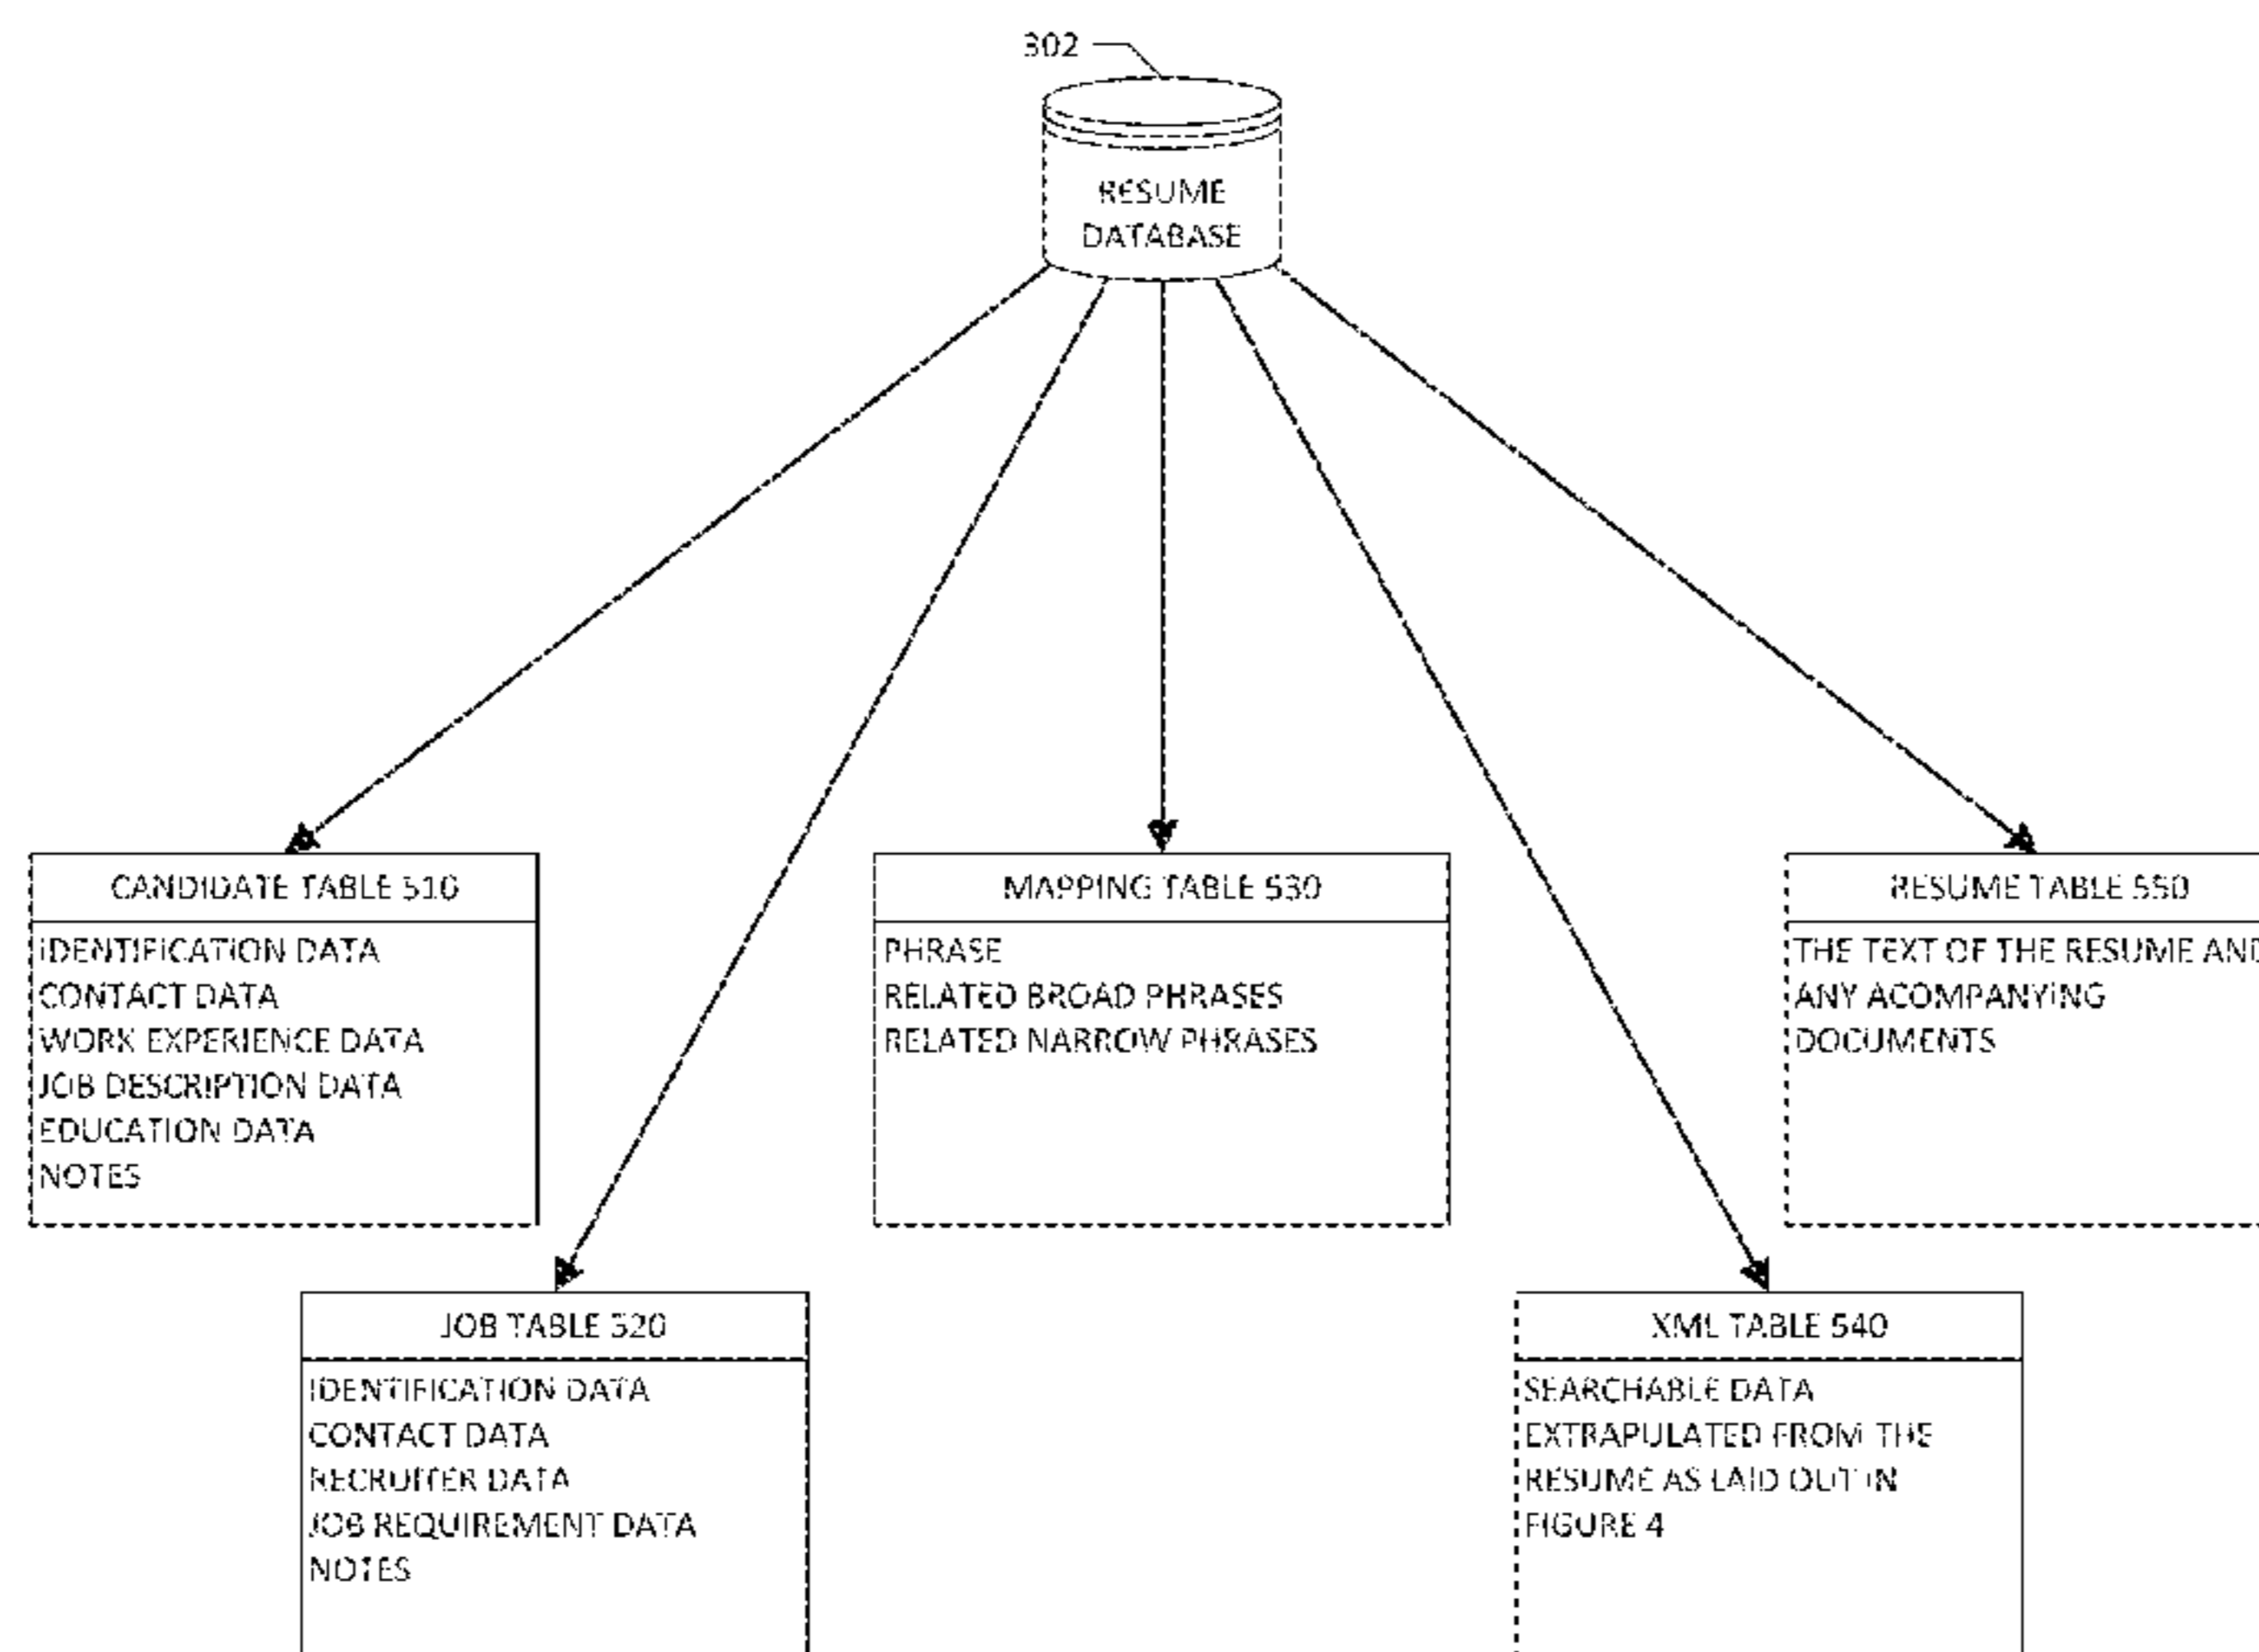 302
RESUME
DATABASE
CANDIDATE TABLE 510
IDENTIFICATION DATA
CONTACT DATA
WORK EXPERIENCE DATA
JOB DESCRIPTION DATA
EDUCATION DATA
NOTES
MAPPING TABLE 530
PHRASE
RELATED BROAD PHRASES
RELATED NARROW PHRASES
RESUME TABLE 550
THE TEXT OF THE RESUME AND
ANY ACOMPANYING
DOCUMENTS
JOB TABLE 520
IDENTIFICATION DATA
CONTACT DATA
RECRUITER DATA
JOB REQUIREMENT DATA
NOTES
XML TABLE 540
SEARCHABLE DATA
EXTRAPULATED FROM THE
RESUME AS LAID OUT IN
FIGURE 4